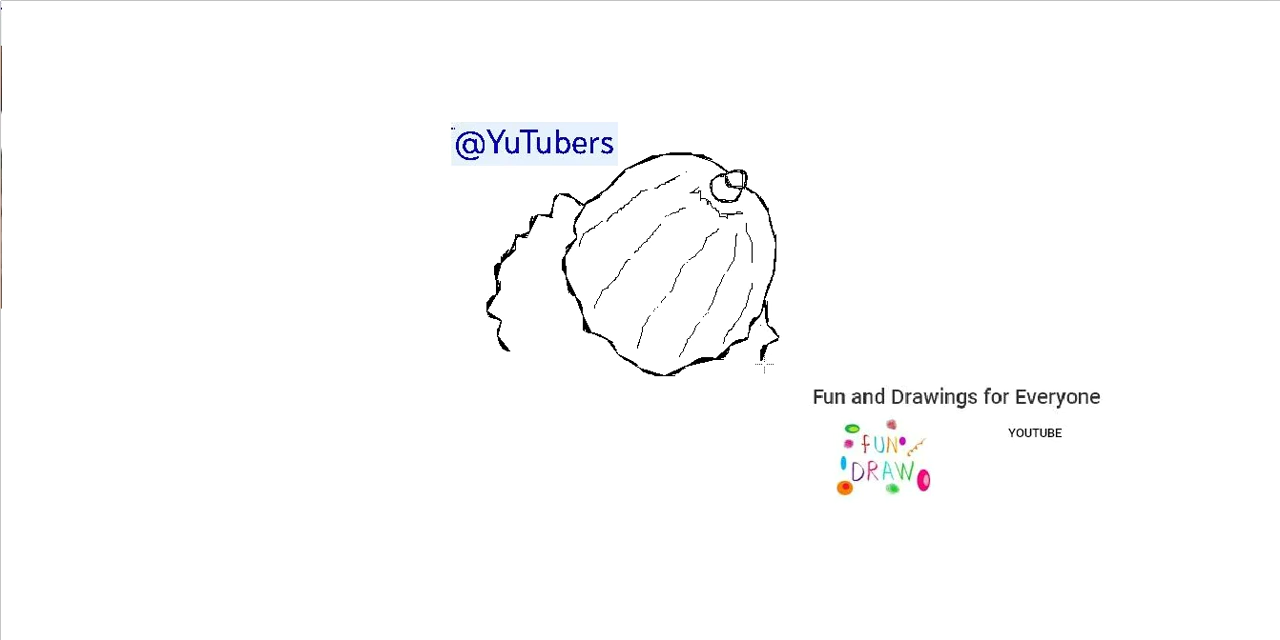 @YuTubers
Fun and Drawings for Everyone
YOUTUBE
FUN
DRAW